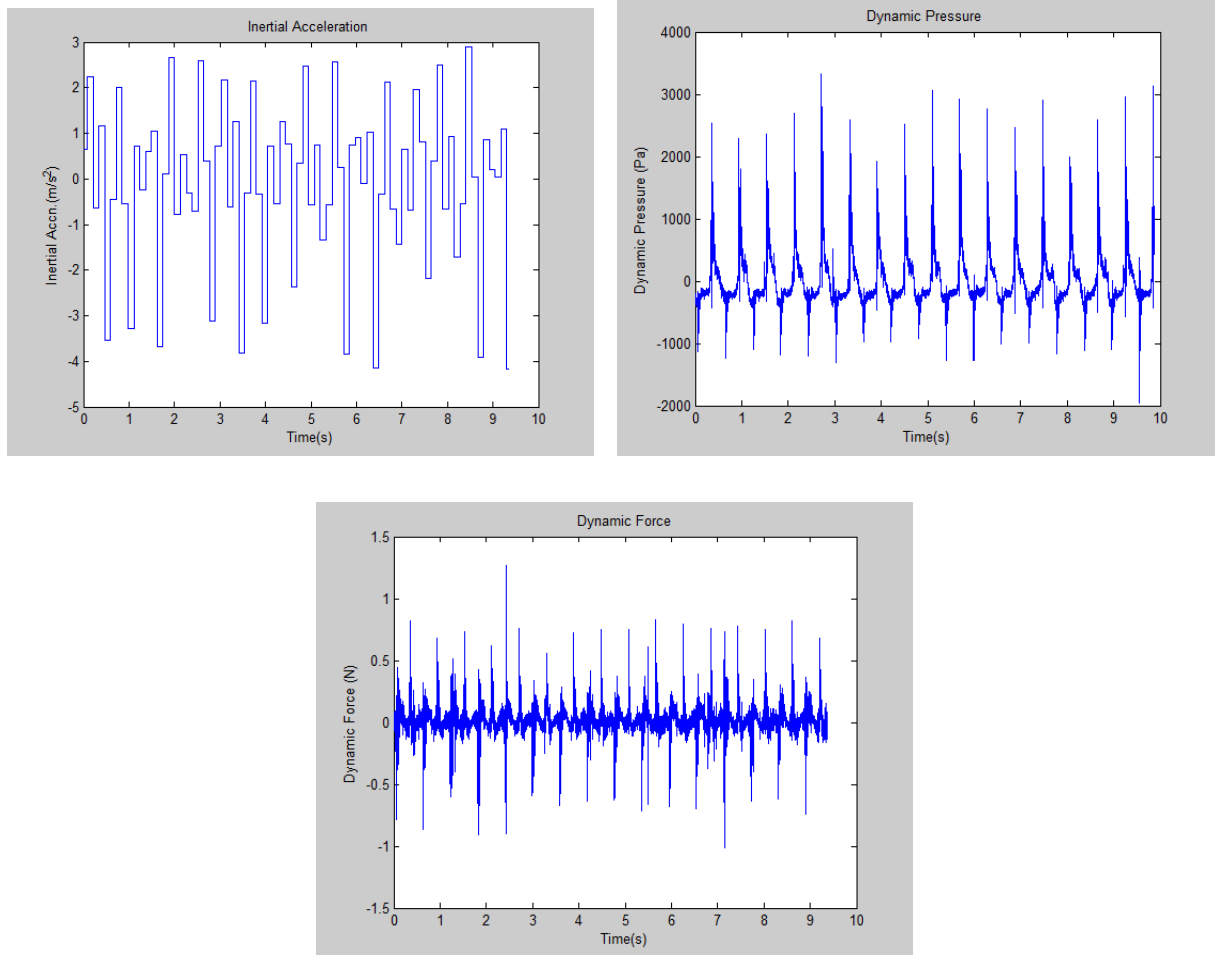 Inertial Acceleration
3
2
1
0
-1
-2
-3
-4
-5
Inertial Accn.(m/s²)
0 1 2 3 4 5 6 7 8 9 10
Time(s)
Dynamic Pressure
4000
3000
2000
1000
0
-1000
-2000
Dynamic Pressure (Pa)
0 1 2 3 4 5 6 7 8 9 10
Time(s)
Dynamic Force
1.5
1
0.5
0
-0.5
-1
-1.5
Dynamic Force (N)
0 1 2 3 4 5 6 7 8 9 10
Time(s)